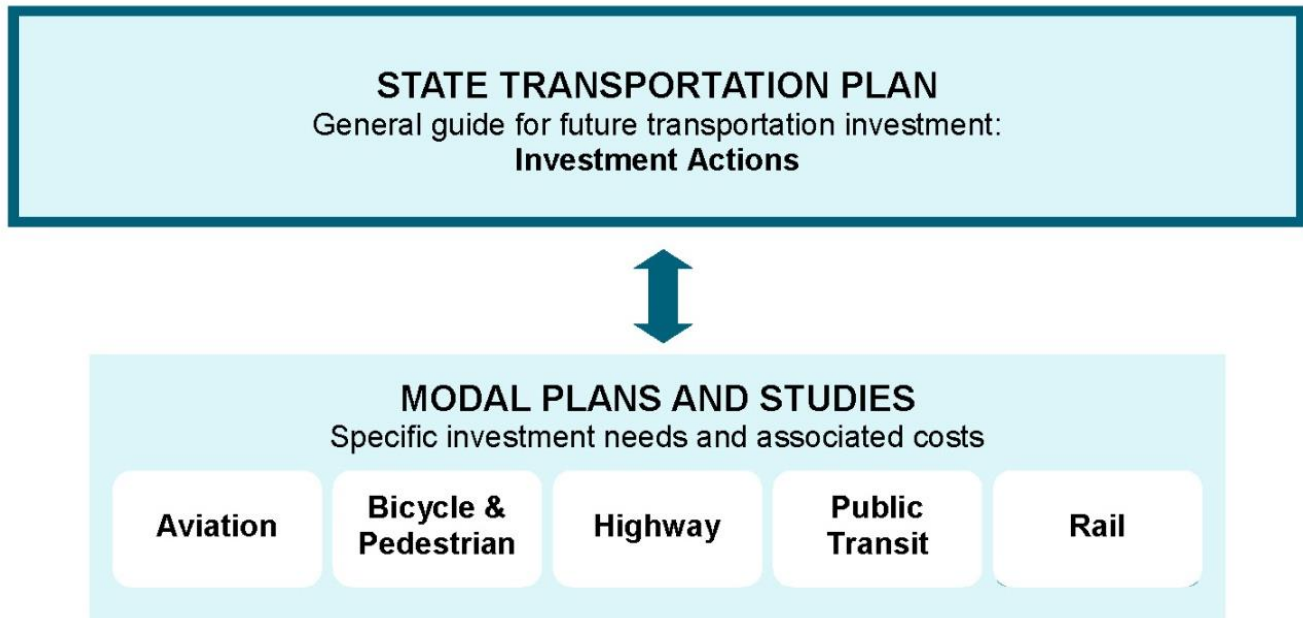 STATE TRANSPORTATION PLAN
General guide for future transportation investment:
Investment Actions
MODAL PLANS AND STUDIES
Specific investment needs and associated costs
Aviation
Bicycle &
Pedestrian
Highway
Public
Transit
Rail